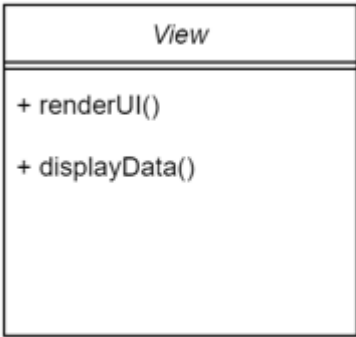 View
+ renderUI()
+ displayData()